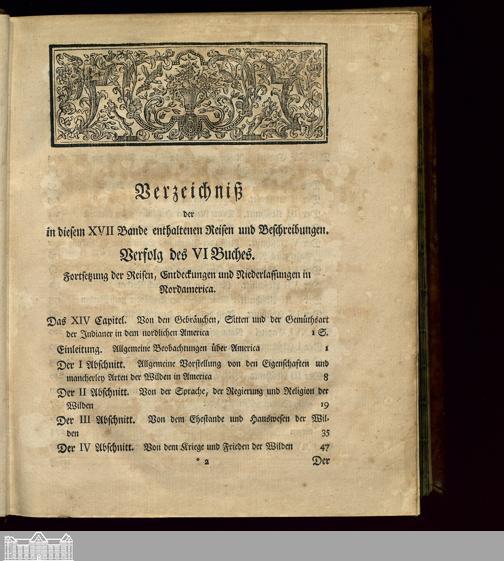 Verzeichniß
der
in diesem XVII Bande enthaltenen Reisen und Beschreibungen.
Verfolg des VI Buches.
Fortsetzung der Reisen, Entdeckungen und Niederlassungen in
Nordamerica.
Das XIV Capitel. Von den Gebräuchen, Sitten und der Gemüthsart
der Indianer in dem nordlichen America 1 S.
Einleitung. Allgemeine Beobachtungen über America 1
Der I Abschnitt. Allgemeine Vorstellung von den Eigenschaften und
mancherley Arten der Wilden in America 8
Der II Abschnitt. Von der Sprache, der Regierung und Religion der
Wilden 19
Der III Abschnitt. Von dem Ehestande und Hauswesen der Wil-
den 35
Der IV Abschnitt. Von dem Kriege und Frieden der Wilden 47
* 2 Der